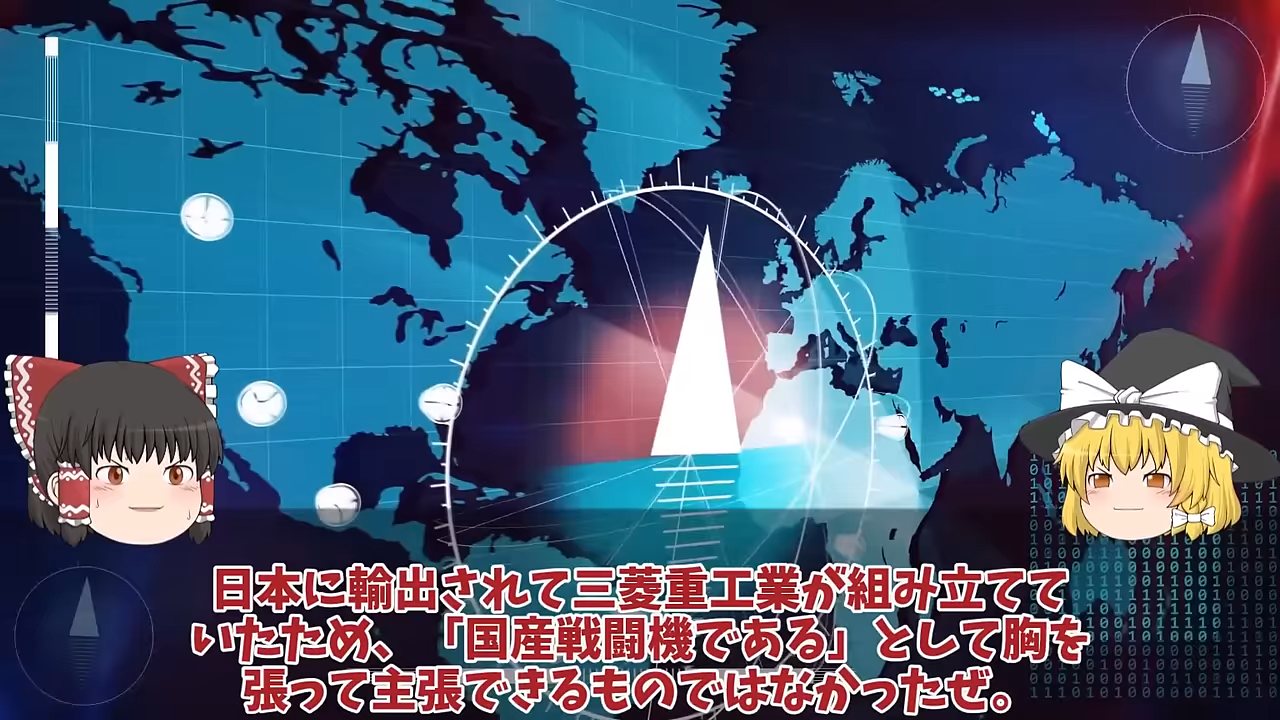 日本に輸出されて三菱重工業が組み立てて
いたため、「国産戦闘機である」として胸を
張って主張できるものではなかったぜ。